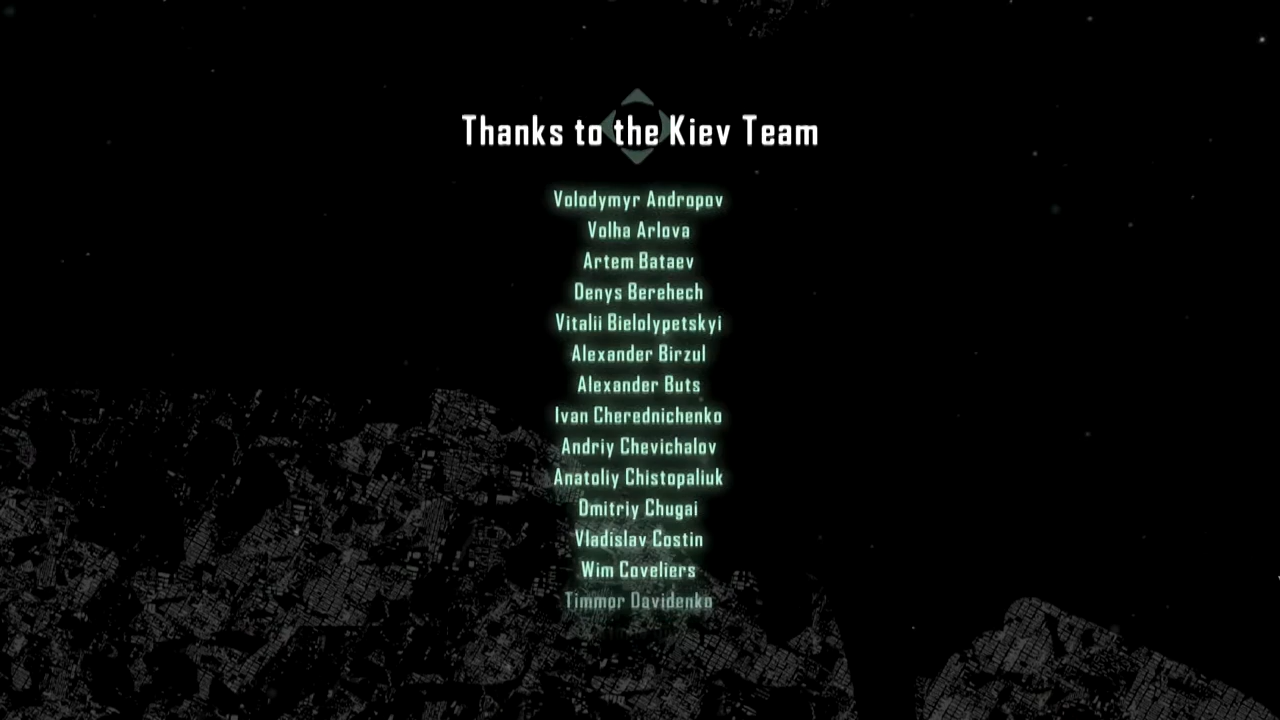 Thanks to the Kiev Team
Volodymyr Andropov
Volha Arlova
Artem Bataev
Denys Berehech
Vitalii Bielolypetskyi
Alexander Birzul
Alexander Buts
Ivan Cherednichenko
Andriy Chevichalov
Anatoliy Chistopaliuk
Dmitriy Chugai
Vladislav Costin
Wim Coveliers
Timmor Davidenko